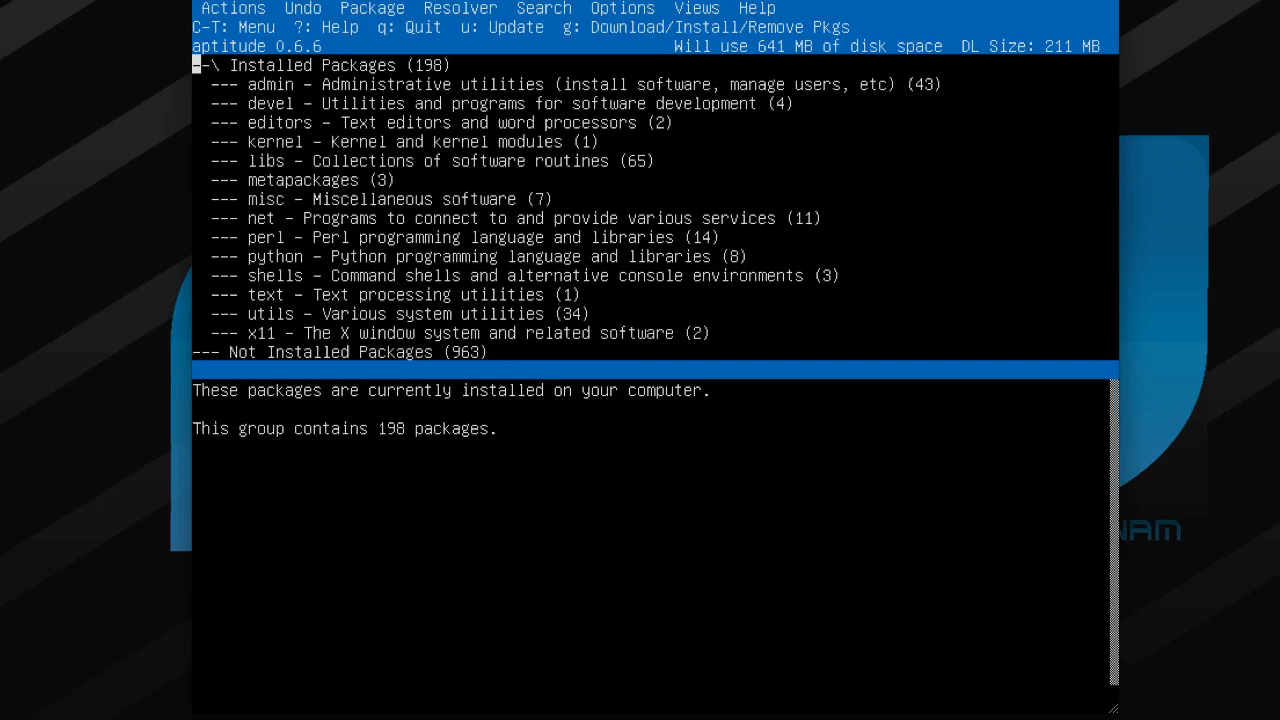 Actions  Undo  Package  Resolver  Search  Options  Views  Help
C-T: Menu  ?: Help  q: Quit  u: Update  g: Download/Install/Remove Pkgs
aptitude 0.6.6                                      Will use 641 MB of disk space  DL Size: 211 MB
--\ Installed Packages (198)
  --- admin - Administrative utilities (install software, manage users, etc) (43)
  --- devel - Utilities and programs for software development (4)
  --- editors - Text editors and word processors (2)
  --- kernel - Kernel and kernel modules (1)
  --- libs - Collections of software routines (65)
  --- metapackages (3)
  --- misc - Miscellaneous software (7)
  --- net - Programs to connect to and provide various services (11)
  --- perl - Perl programming language and libraries (14)
  --- python - Python programming language and libraries (8)
  --- shells - Command shells and alternative console environments (3)
  --- text - Text processing utilities (1)
  --- utils - Various system utilities (34)
  --- x11 - The X window system and related software (2)
--- Not Installed Packages (963)
These packages are currently installed on your computer.
This group contains 198 packages.